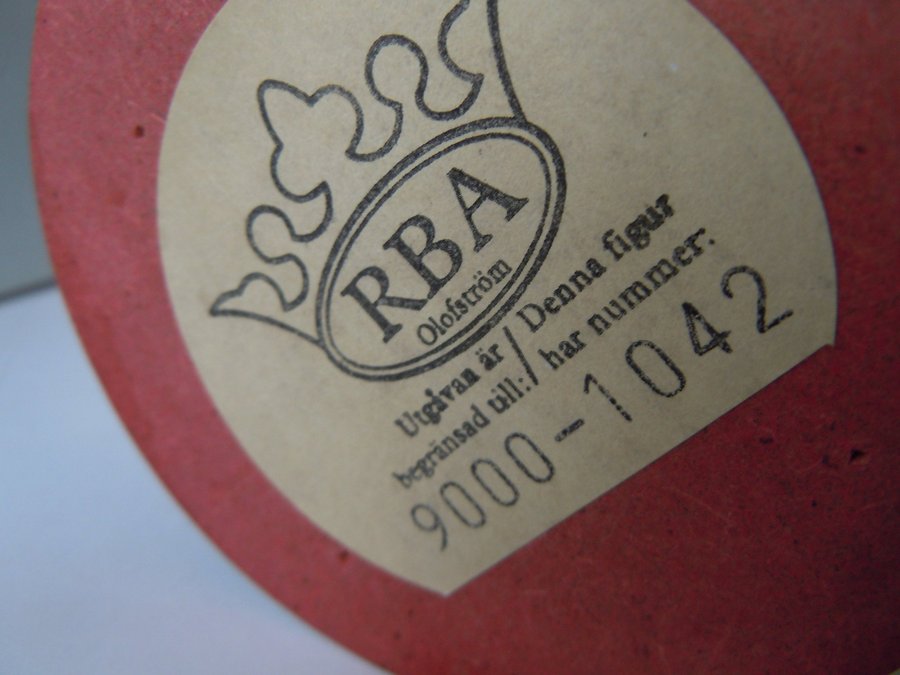 RBA
Olofström
Utgåvan är / Denna figur
begränsad till: / har nummer:
9000-1042